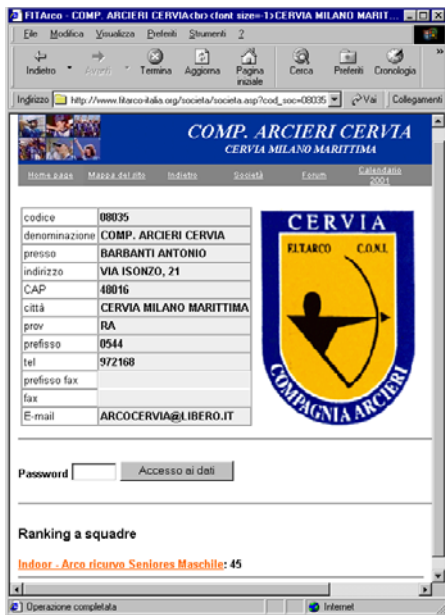 FITArco - COMP. ARCIERI CERVIA<br><font size=-1>CERVIA MILANO MARIT...
File Modifica Visualizza Preferiti Strumenti ?
Indietro Avanti Termina Aggiorna Pagina iniziale Cerca Preferiti Cronologia »
Indirizzo http://www.fitarco-italia.org/societa/societa.asp?cod_soc=08035 Vai Collegamenti
COMP. ARCIERI CERVIA
CERVIA MILANO MARITTIMA
Home page Mappa del sito Indietro Società Forum Calendario 2001
codice 08035
denominazione COMP. ARCIERI CERVIA
presso BARBANTI ANTONIO
indirizzo VIA ISONZO, 21
CAP 48016
città CERVIA MILANO MARITTIMA
prov RA
prefisso 0544
tel 972168
prefisso fax
fax
E-mail ARCOCERVIA@LIBERO.IT
CERVIA
F.I.T.ARCO C.O.N.I.
COMPAGNIA ARCIERI
Password Accesso ai dati
Ranking a squadre
Indoor - Arco ricurvo Seniores Maschile: 45
Operazione completata Internet